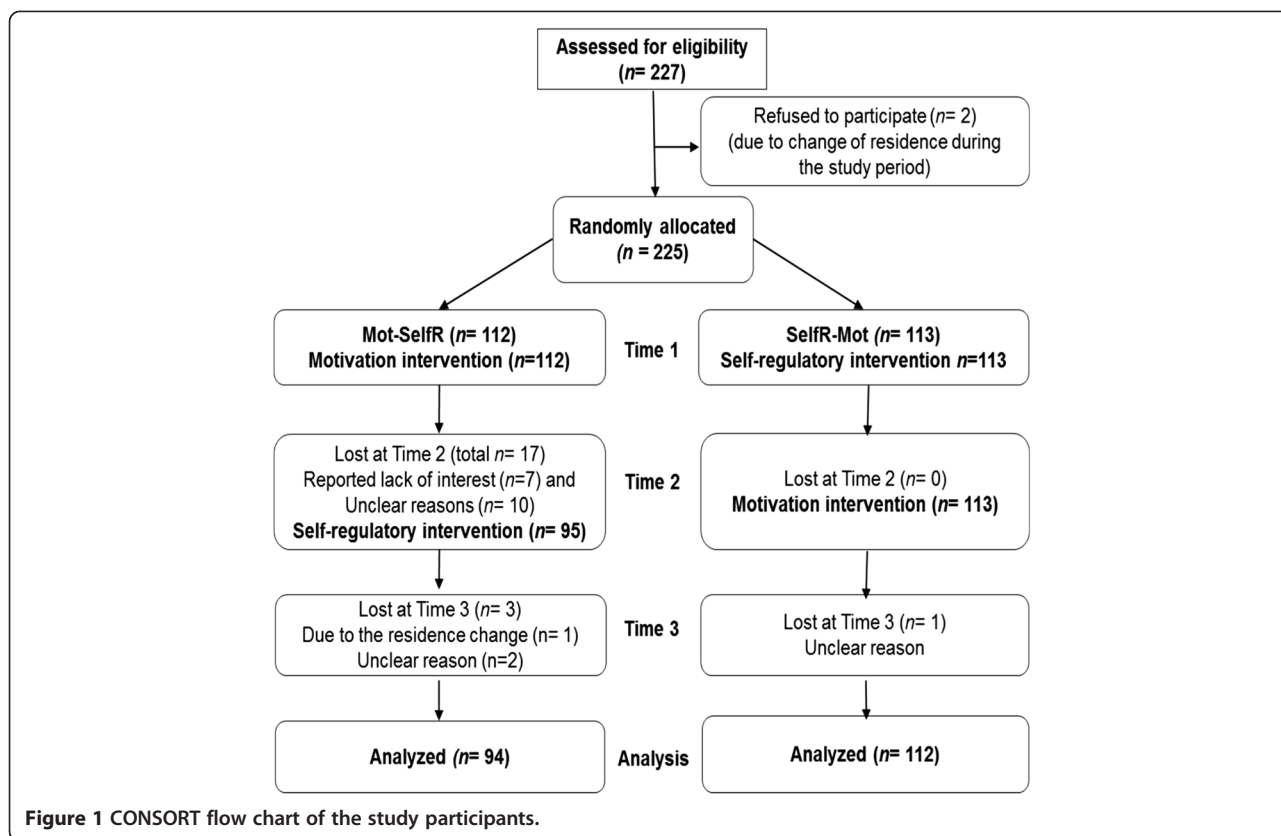 Assessed for eligibility
(n= 227)
Refused to participate (n= 2)
(due to change of residence during
the study period)
Randomly allocated
(n = 225)
Mot-SelfR (n= 112)
Motivation intervention (n=112)
Time 1
SelfR-Mot (n= 113)
Self-regulatory intervention n=113
Lost at Time 2 (total n= 17)
Reported lack of interest (n=7) and
Unclear reasons (n= 10)
Self-regulatory intervention (n= 95)
Time 2
Lost at Time 2 (n= 0)
Motivation intervention (n= 113)
Lost at Time 3 (n= 3)
Due to the residence change (n= 1)
Unclear reason (n=2)
Time 3
Lost at Time 3 (n= 1)
Unclear reason
Analyzed (n= 94)
Analysis
Analyzed (n= 112)
Figure 1 CONSORT flow chart of the study participants.